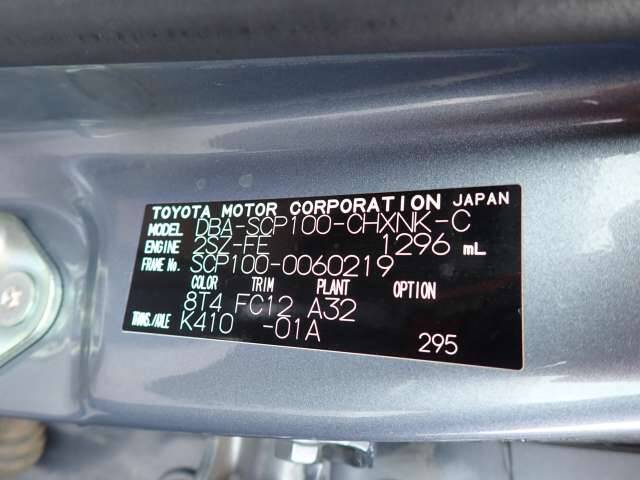 TOYOTA MOTOR CORPORATION JAPAN
MODEL DBA-SCP100-CHXNK-C
ENGINE 2SZ-FE 1296 mL
FRAME No. SCP100-0060219
COLOR TRIM PLANT OPTION
8T4 FC12 A32
TRANS./AXLE K410 -01A
295